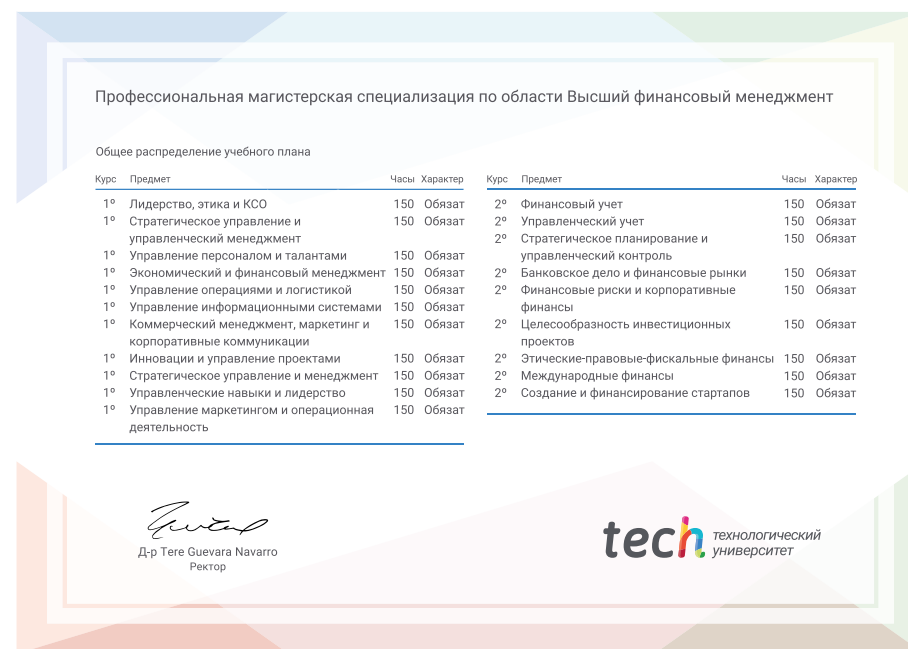 Профессиональная магистерская специализация по области Высший финансовый менеджмент
Общее распределение учебного плана
Курс Предмет Часы Характер
1º Лидерство, этика и КСО 150 Обязат
1º Стратегическое управление и 150 Обязат
управленческий менеджмент
1º Управление персоналом и талантами 150 Обязат
1º Экономический и финансовый менеджмент 150 Обязат
1º Управление операциями и логистикой 150 Обязат
1º Управление информационными системами 150 Обязат
1º Коммерческий менеджмент, маркетинг и 150 Обязат
корпоративные коммуникации
1º Инновации и управление проектами 150 Обязат
1º Стратегическое управление и менеджмент 150 Обязат
1º Управленческие навыки и лидерство 150 Обязат
1º Управление маркетингом и операционная 150 Обязат
деятельность
Курс Предмет Часы Характер
2º Финансовый учет 150 Обязат
2º Управленческий учет 150 Обязат
2º Стратегическое планирование и 150 Обязат
управленческий контроль
2º Банковское дело и финансовые рынки 150 Обязат
2º Финансовые риски и корпоративные 150 Обязат
финансы
2º Целесообразность инвестиционных 150 Обязат
проектов
2º Этические-правовые-фискальные финансы 150 Обязат
2º Международные финансы 150 Обязат
2º Создание и финансирование стартапов 150 Обязат
Д-р Tere Guevara Navarro
Ректор
tech технологический
университет